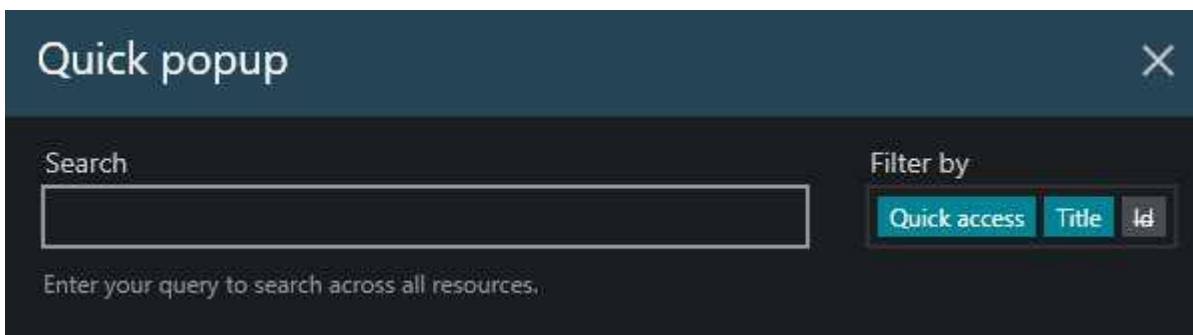 Quick popup
Search
Filter by
Quick access Title Id
Enter your query to search across all resources.